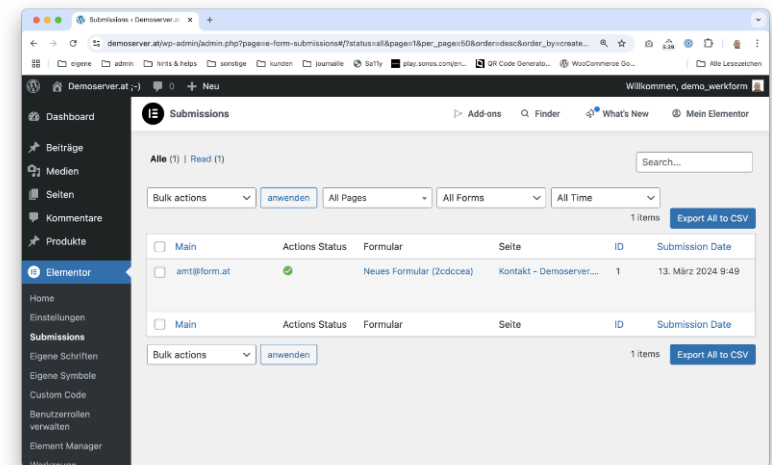 Submissions ‹ Demoserver.at
demoserver.at/wp-admin/admin.php?page=e-form-submissions#/?status=all&page=1&per_page=50&order=desc&order_by=create...
5.39
eigene admin hints & helps sonstige kunden journaille Sa11y play.sonos.com/en... QR Code Generato... WooCommerce Go... Alle Lesezeichen
Demoserver.at ;-) 0 + Neu Willkommen, demo_werkform
Dashboard
Beiträge
Medien
Seiten
Kommentare
Produkte
Elementor
Home
Einstellungen
Submissions
Eigene Schriften
Eigene Symbole
Custom Code
Benutzerrollen
verwalten
Element Manager
Submissions Add-ons Finder What's New Mein Elementor
Alle (1) | Read (1)
Search...
Bulk actions anwenden All Pages All Forms All Time
1 items Export All to CSV
Main Actions Status Formular Seite ID Submission Date
amt@form.at Neues Formular (2cdccea) Kontakt - Demoserver.... 1 13. März 2024 9:49
Main Actions Status Formular Seite ID Submission Date
Bulk actions anwenden 1 items Export All to CSV